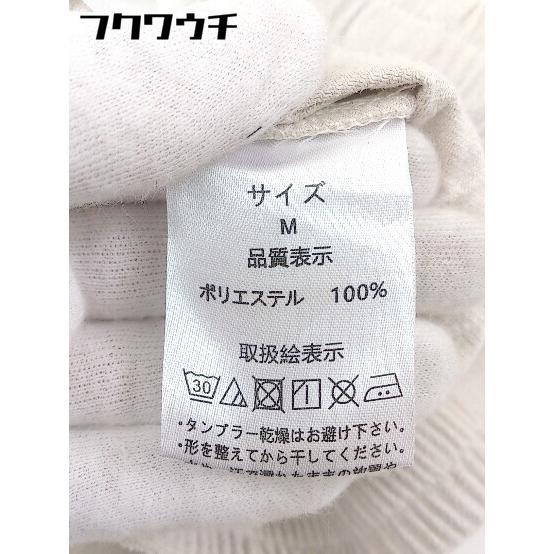 フクワウチ
サイズ
M
品質表示
ポリエステル 100%
取扱絵表示
30
・タンブラー乾燥はお避け下さい。
・形を整えてから干してください。